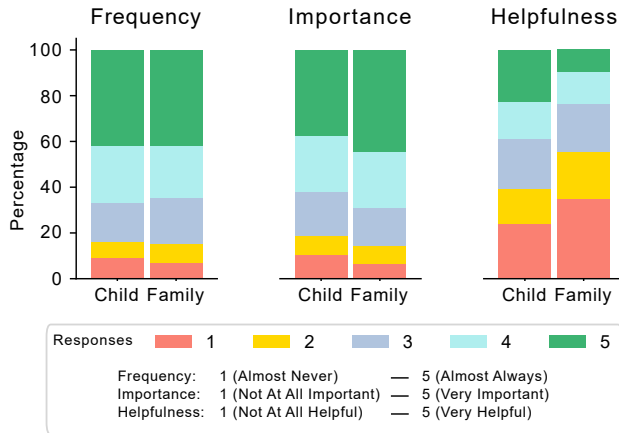 Frequency Importance Helpfulness
100
80
60
40
20
0
Percentage
Child Family Child Family Child Family
Responses 1 2 3 4 5
Frequency: 1 (Almost Never) — 5 (Almost Always)
Importance: 1 (Not At All Important) — 5 (Very Important)
Helpfulness: 1 (Not At All Helpful) — 5 (Very Helpful)